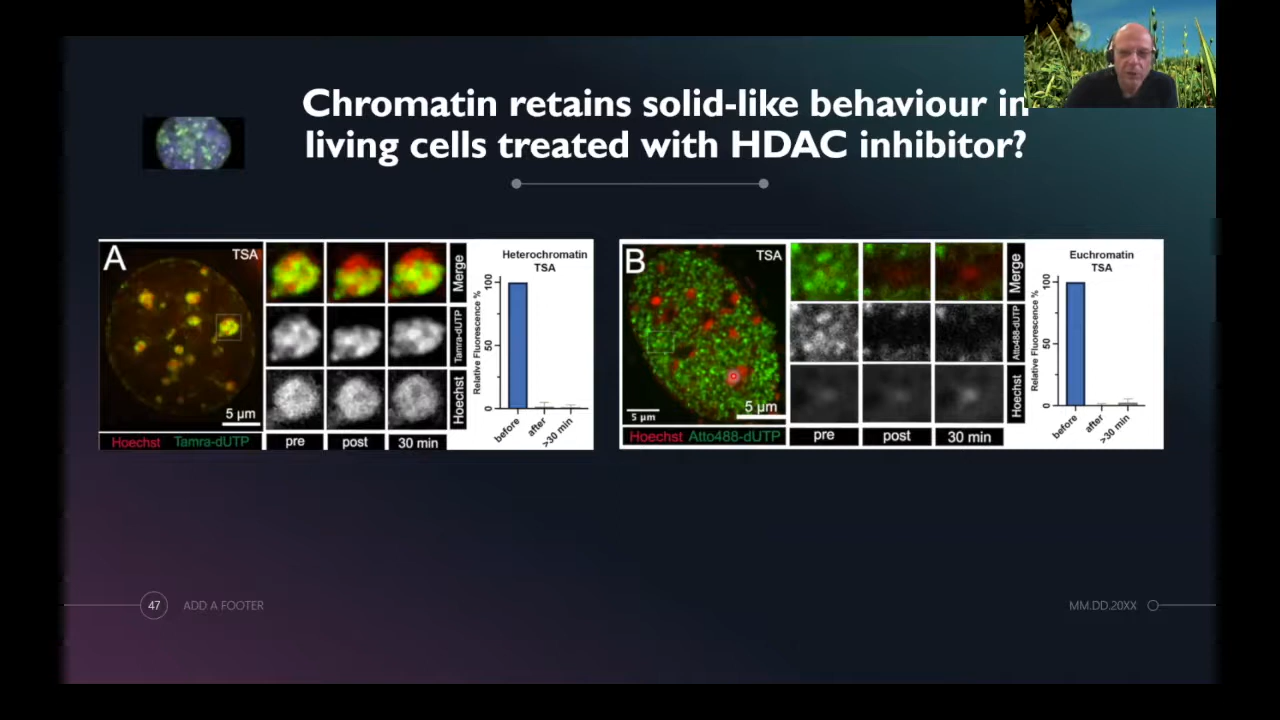 Chromatin retains solid-like behaviour in
living cells treated with HDAC inhibitor?
A
TSA
5 µm
Hoechst Tamra-dUTP
Merge
Tamra-dUTP
Hoechst
pre
post
30 min
Heterochromatin
TSA
Relative Fluorescence %
100
50
0
before
after
>30 min
B
TSA
5 µm
5 µm
Hoechst Atto488-dUTP
Merge
Atto488-dUTP
Hoechst
pre
post
30 min
Euchromatin
TSA
Relative Fluorescence %
100
50
0
before
after
>30 min
47
ADD A FOOTER
MM.DD.20XX